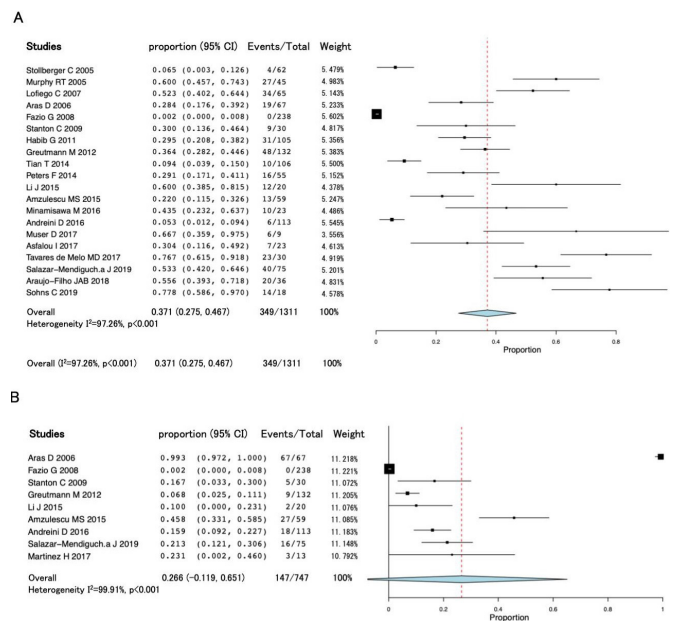 A
Studies proportion (95% CI) Events/Total Weight
Stollberger C 2005 0.065 (0.003, 0.126) 4/62 5.479%
Murphy RT 2005 0.600 (0.457, 0.743) 27/45 4.983%
Lofiego C 2007 0.523 (0.402, 0.644) 34/65 5.143%
Aras D 2006 0.284 (0.176, 0.392) 19/67 5.233%
Fazio G 2008 0.002 (0.000, 0.008) 0/238 5.602%
Stanton C 2009 0.300 (0.136, 0.464) 9/30 4.817%
Habib G 2011 0.295 (0.208, 0.382) 31/105 5.356%
Greutmann M 2012 0.364 (0.282, 0.446) 48/132 5.383%
Tian T 2014 0.094 (0.039, 0.150) 10/106 5.500%
Peters F 2014 0.291 (0.171, 0.411) 16/55 5.152%
Li J 2015 0.600 (0.385, 0.815) 12/20 4.378%
Amzulescu MS 2015 0.220 (0.115, 0.326) 13/59 5.247%
Minamisawa M 2016 0.435 (0.232, 0.637) 10/23 4.486%
Andreini D 2016 0.053 (0.012, 0.094) 6/113 5.545%
Muser D 2017 0.667 (0.359, 0.975) 6/9 3.556%
Asfalou I 2017 0.304 (0.116, 0.492) 7/23 4.613%
Tavares de Melo MD 2017 0.767 (0.615, 0.918) 23/30 4.919%
Salazar-Mendiguch.a J 2019 0.533 (0.420, 0.646) 40/75 5.201%
Araujo-Filho JAB 2018 0.556 (0.393, 0.718) 20/36 4.831%
Sohns C 2019 0.778 (0.586, 0.970) 14/18 4.578%
Overall 0.371 (0.275, 0.467) 349/1311 100%
Heterogeneity I²=97.26%, p<0.001
Overall (I²=97.26%, p<0.001) 0.371 (0.275, 0.467) 349/1311 100%
0 0.2 0.4 0.6 0.8
Proportion
B
Studies proportion (95% CI) Events/Total Weight
Aras D 2006 0.993 (0.972, 1.000) 67/67 11.218%
Fazio G 2008 0.002 (0.000, 0.008) 0/238 11.221%
Stanton C 2009 0.167 (0.033, 0.300) 5/30 11.072%
Greutmann M 2012 0.068 (0.025, 0.111) 9/132 11.205%
Li J 2015 0.100 (0.000, 0.231) 2/20 11.076%
Amzulescu MS 2015 0.458 (0.331, 0.585) 27/59 11.085%
Andreini D 2016 0.159 (0.092, 0.227) 18/113 11.183%
Salazar-Mendiguch.a J 2019 0.213 (0.121, 0.306) 16/75 11.148%
Martinez H 2017 0.231 (0.002, 0.460) 3/13 10.792%
Overall 0.266 (−0.119, 0.651) 147/747 100%
Heterogeneity I²=99.91%, p<0.001
0 0.2 0.4 0.6 0.8 1
Proportion